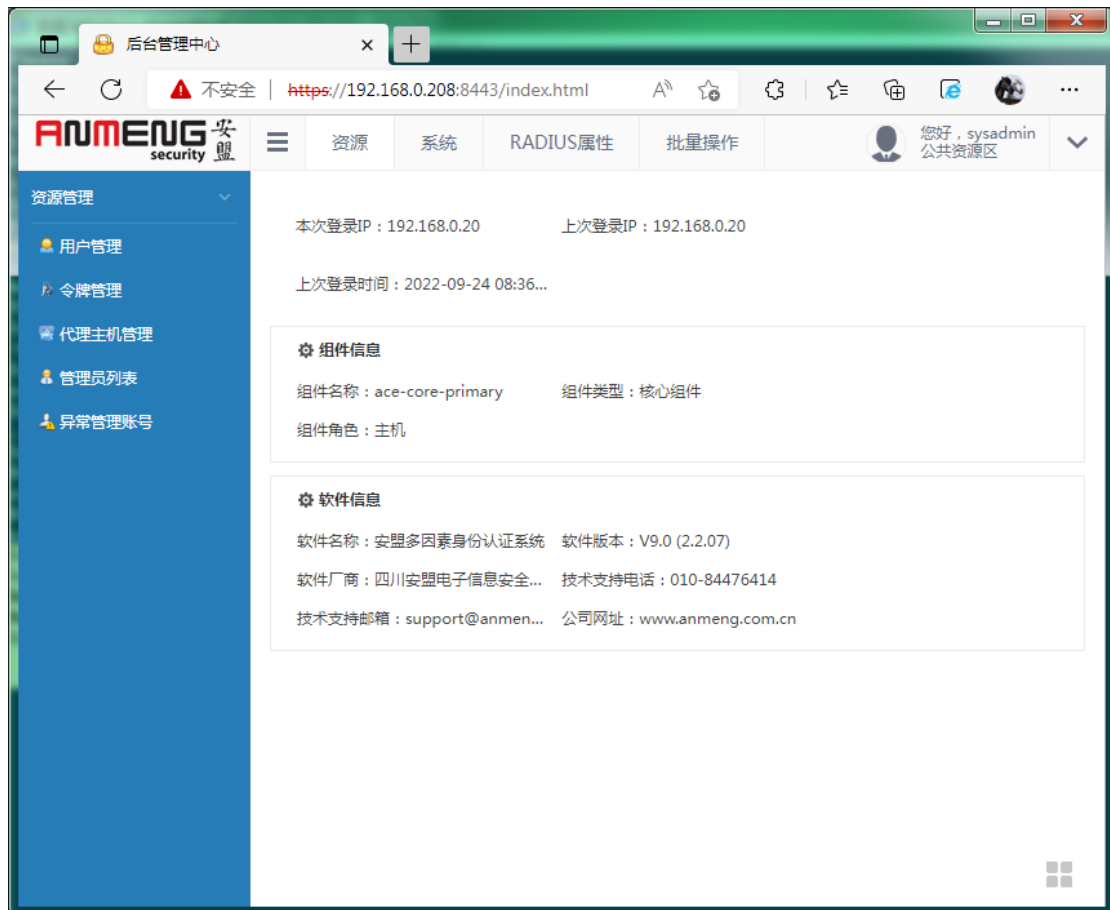 后台管理中心
不安全 https://192.168.0.208:8443/index.html
ANMENG 安盟
security
资源 系统 RADIUS属性 批量操作
您好，sysadmin
公共资源区
资源管理
用户管理
令牌管理
代理主机管理
管理员列表
异常管理账号
本次登录IP：192.168.0.20 上次登录IP：192.168.0.20
上次登录时间：2022-09-24 08:36...
组件信息
组件名称：ace-core-primary 组件类型：核心组件
组件角色：主机
软件信息
软件名称：安盟多因素身份认证系统 软件版本：V9.0 (2.2.07)
软件厂商：四川安盟电子信息安全... 技术支持电话：010-84476414
技术支持邮箱：support@anmen... 公司网址：www.anmeng.com.cn